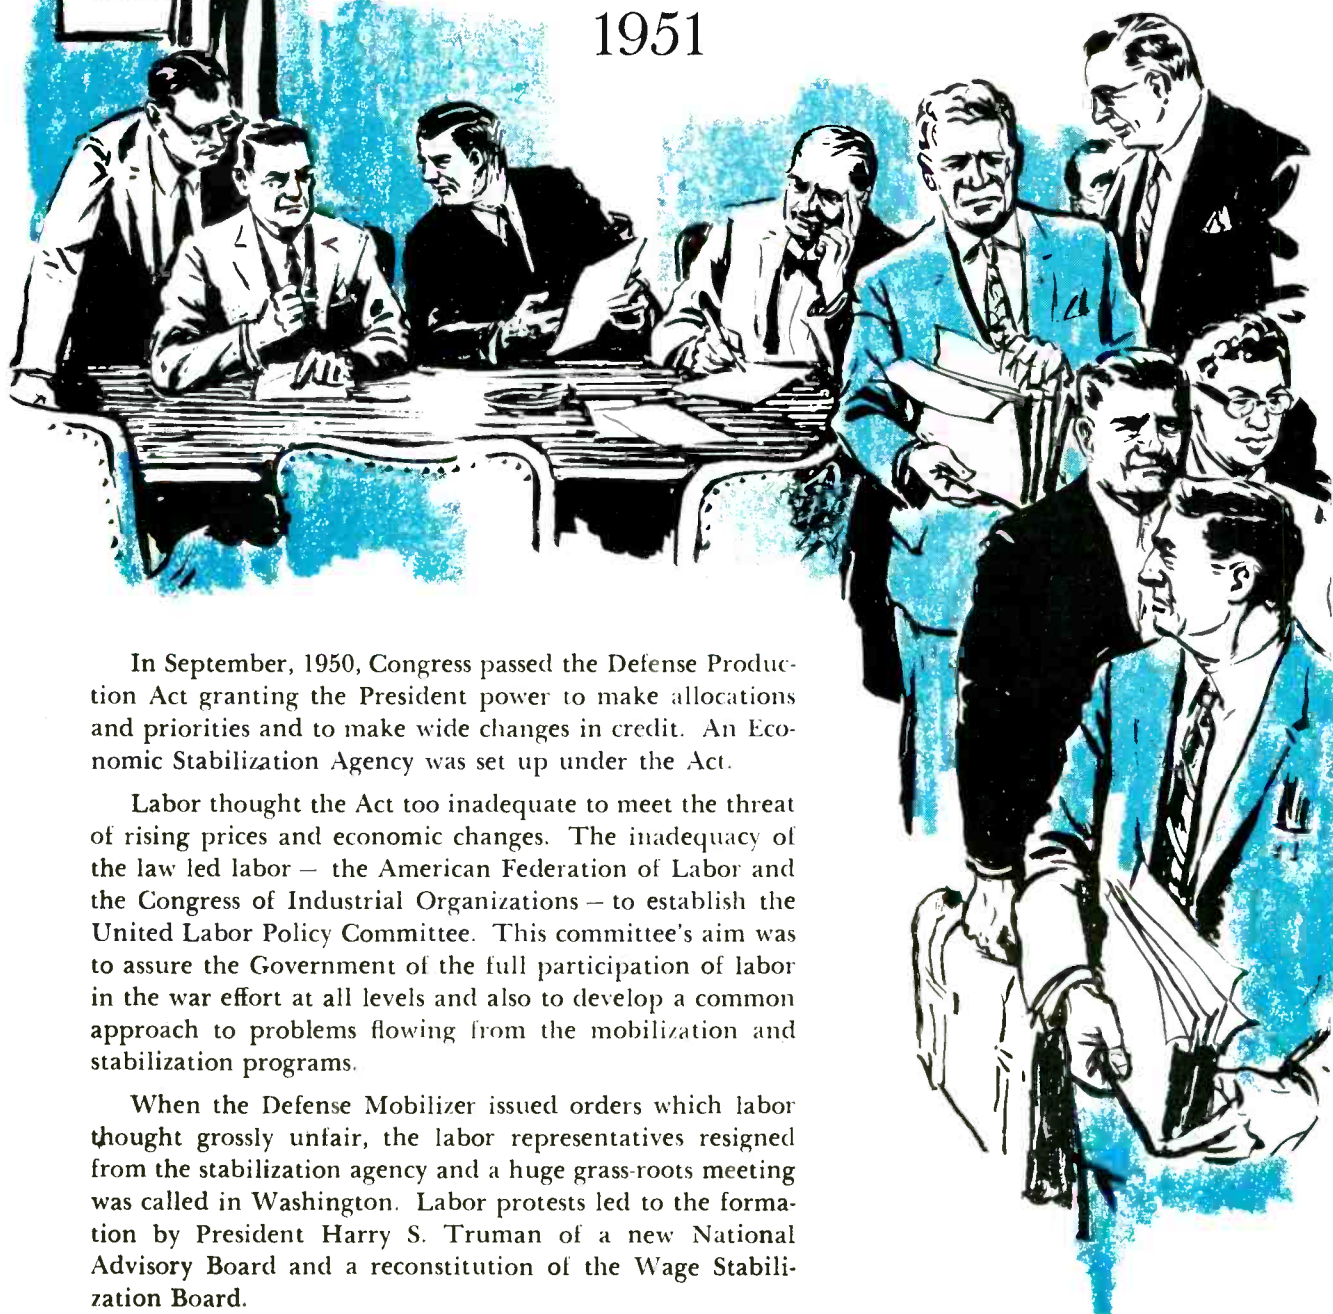 1951
In September, 1950, Congress passed the Defense Produc-
tion Act granting the President power to make allocations
and priorities and to make wide changes in credit. An Eco-
nomic Stabilization Agency was set up under the Act.
Labor thought the Act too inadequate to meet the threat
of rising prices and economic changes. The inadequacy of
the law led labor — the American Federation of Labor and
the Congress of Industrial Organizations — to establish the
United Labor Policy Committee. This committee's aim was
to assure the Government of the full participation of labor
in the war effort at all levels and also to develop a common
approach to problems flowing from the mobilization and
stabilization programs.
When the Defense Mobilizer issued orders which labor
thought grossly unfair, the labor representatives resigned
from the stabilization agency and a huge grass-roots meeting
was called in Washington. Labor protests led to the forma-
tion by President Harry S. Truman of a new National
Advisory Board and a reconstitution of the Wage Stabili-
zation Board.